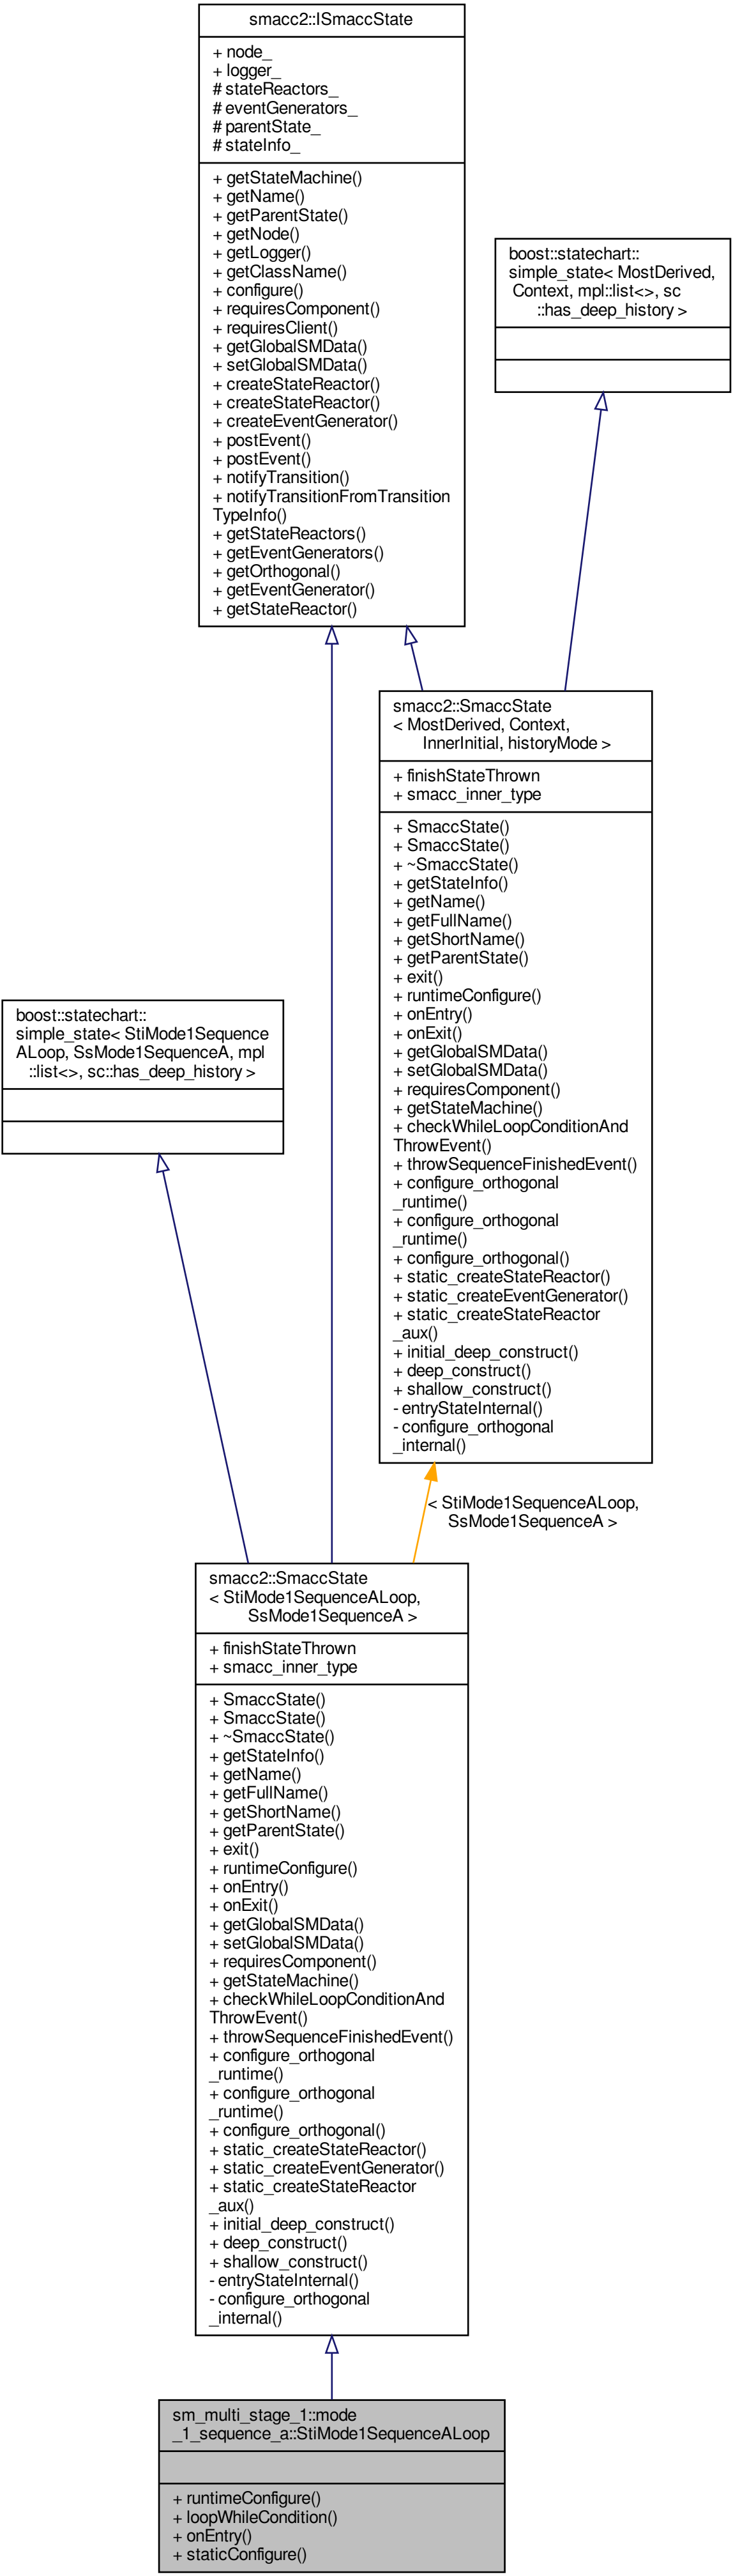 smacc2::ISmaccState
+ node_
+ logger_
# stateReactors_
# eventGenerators_
# parentState_
# stateInfo_
+ getStateMachine()
+ getName()
+ getParentState()
+ getNode()
+ getLogger()
+ getClassName()
+ configure()
+ requiresComponent()
+ requiresClient()
+ getGlobalSMData()
+ setGlobalSMData()
+ createStateReactor()
+ createStateReactor()
+ createEventGenerator()
+ postEvent()
+ postEvent()
+ notifyTransition()
+ notifyTransitionFromTransition
TypeInfo()
+ getStateReactors()
+ getEventGenerators()
+ getOrthogonal()
+ getEventGenerator()
+ getStateReactor()
boost::statechart::
simple_state< MostDerived,
Context, mpl::list<>, sc
::has_deep_history >
smacc2::SmaccState
< MostDerived, Context,
InnerInitial, historyMode >
+ finishStateThrown
+ smacc_inner_type
+ SmaccState()
+ SmaccState()
+ ~SmaccState()
+ getStateInfo()
+ getName()
+ getFullName()
+ getShortName()
+ getParentState()
+ exit()
+ runtimeConfigure()
+ onEntry()
+ onExit()
+ getGlobalSMData()
+ setGlobalSMData()
+ requiresComponent()
+ getStateMachine()
+ checkWhileLoopConditionAnd
ThrowEvent()
+ throwSequenceFinishedEvent()
+ configure_orthogonal
_runtime()
+ configure_orthogonal
_runtime()
+ configure_orthogonal()
+ static_createStateReactor()
+ static_createEventGenerator()
+ static_createStateReactor
_aux()
+ initial_deep_construct()
+ deep_construct()
+ shallow_construct()
- entryStateInternal()
- configure_orthogonal
_internal()
boost::statechart::
simple_state< StiMode1Sequence
ALoop, SsMode1SequenceA, mpl
::list<>, sc::has_deep_history >
< StiMode1SequenceALoop,
SsMode1SequenceA >
smacc2::SmaccState
< StiMode1SequenceALoop,
SsMode1SequenceA >
+ finishStateThrown
+ smacc_inner_type
+ SmaccState()
+ SmaccState()
+ ~SmaccState()
+ getStateInfo()
+ getName()
+ getFullName()
+ getShortName()
+ getParentState()
+ exit()
+ runtimeConfigure()
+ onEntry()
+ onExit()
+ getGlobalSMData()
+ setGlobalSMData()
+ requiresComponent()
+ getStateMachine()
+ checkWhileLoopConditionAnd
ThrowEvent()
+ throwSequenceFinishedEvent()
+ configure_orthogonal
_runtime()
+ configure_orthogonal
_runtime()
+ configure_orthogonal()
+ static_createStateReactor()
+ static_createEventGenerator()
+ static_createStateReactor
_aux()
+ initial_deep_construct()
+ deep_construct()
+ shallow_construct()
- entryStateInternal()
- configure_orthogonal
_internal()
sm_multi_stage_1::mode
_1_sequence_a::StiMode1SequenceALoop
+ runtimeConfigure()
+ loopWhileCondition()
+ onEntry()
+ staticConfigure()